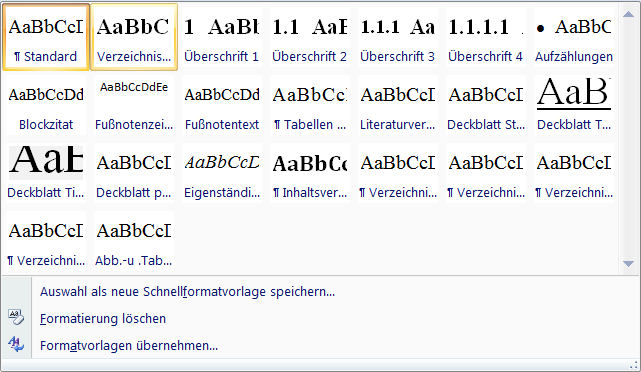 AaBbCcI AaBbC 1 AaBb 1.1 AaE 1.1.1 Aa 1.1.1.1 • AaBbC
¶ Standard Verzeichnis... Überschrift 1 Überschrift 2 Überschrift 3 Überschrift 4 Aufzählungen
AaBbCcDd AaBbCcDdEe AaBbCcDd AaBbCc AaBbCcI AaBbCcI AaB
Blockzitat Fußnotenzei... Fußnotentext ¶ Tabellen ... Literaturver... Deckblatt St... Deckblatt T...
AaBb AaBbCcI AaBbCcD AaBbCc AaBbCcI AaBbCcI AaBbCcI
Deckblatt Ti... Deckblatt p... Eigenständi... ¶ Inhaltsver... ¶ Verzeichni... ¶ Verzeichni... ¶ Verzeichni...
AaBbCcI AaBbCcI
¶ Verzeichni... Abb.-u .Tab...
Auswahl als neue Schnellformatvorlage speichern...
Formatierung löschen
Formatvorlagen übernehmen...